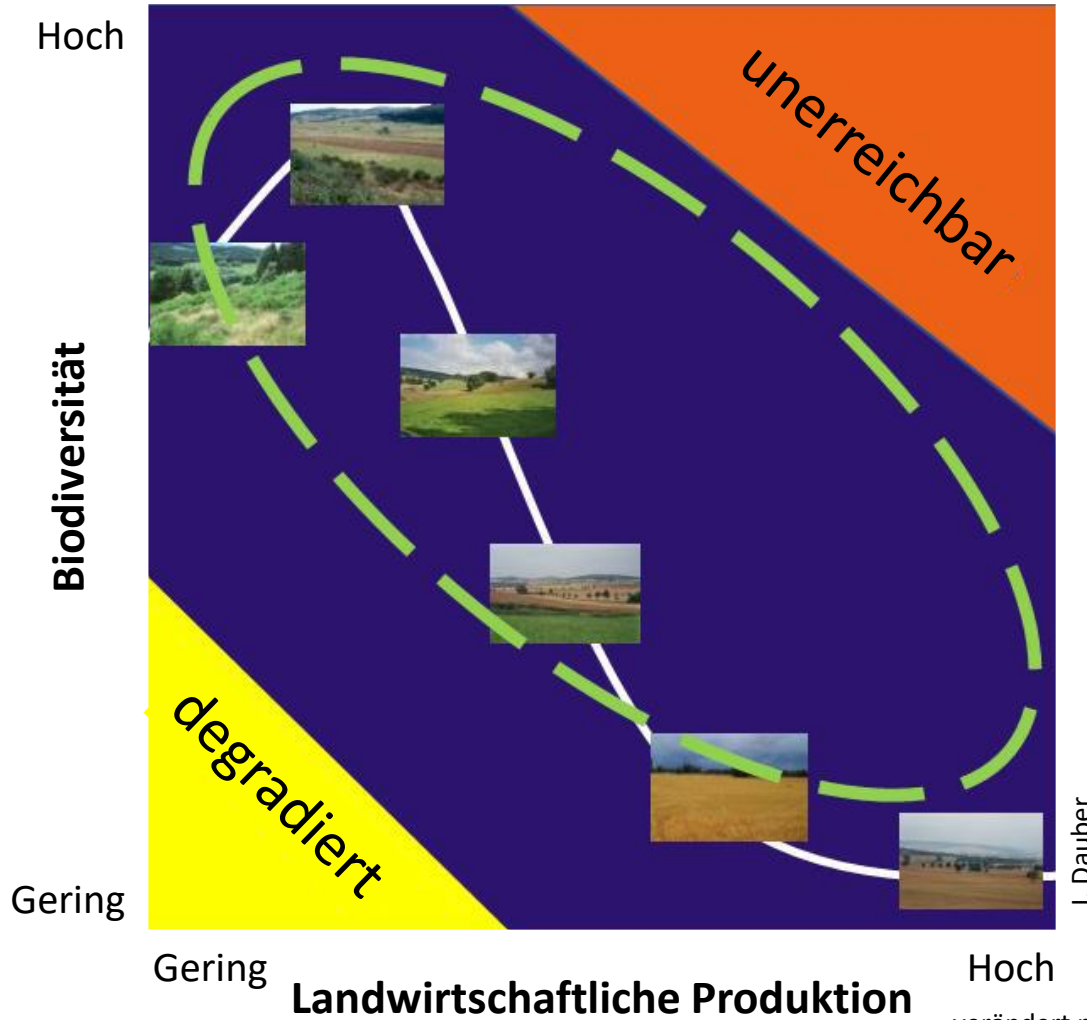 Hoch
unerreichbar
Biodiversität
degradiert
Gering
Gering
Hoch
Landwirtschaftliche Produktion
J. Dauber